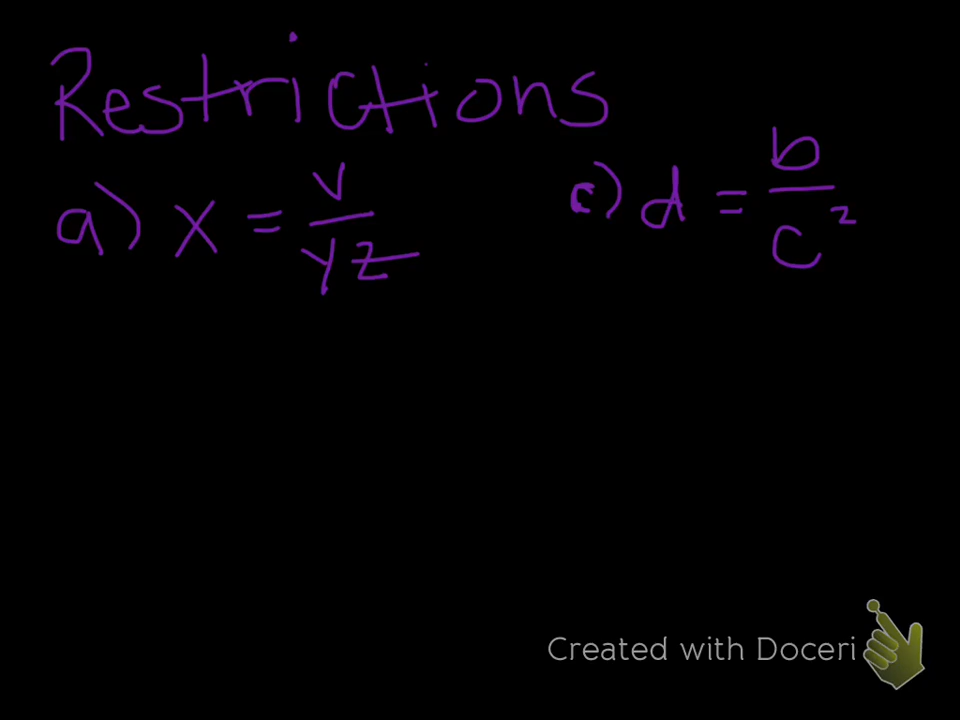 Restrictions
a) x = v/yz
c) d = b/c²
Created with Doceri